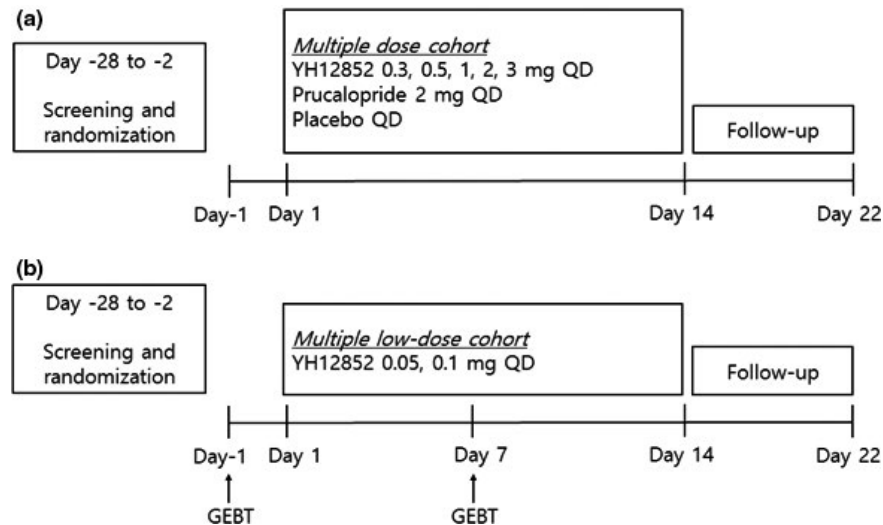 (a)
Day -28 to -2
Screening and
randomization
Multiple dose cohort
YH12852 0.3, 0.5, 1, 2, 3 mg QD
Prucalopride 2 mg QD
Placebo QD
Follow-up
Day-1
Day 1
Day 14
Day 22
(b)
Day -28 to -2
Screening and
randomization
Multiple low-dose cohort
YH12852 0.05, 0.1 mg QD
Follow-up
Day-1
Day 1
Day 7
Day 14
Day 22
GEBT
GEBT